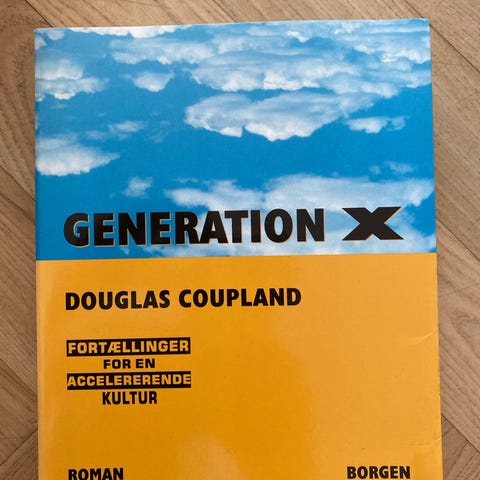 GENERATION X
DOUGLAS COUPLAND
FORTÆLLINGER
FOR EN
ACCELERERENDE
KULTUR
ROMAN BORGEN